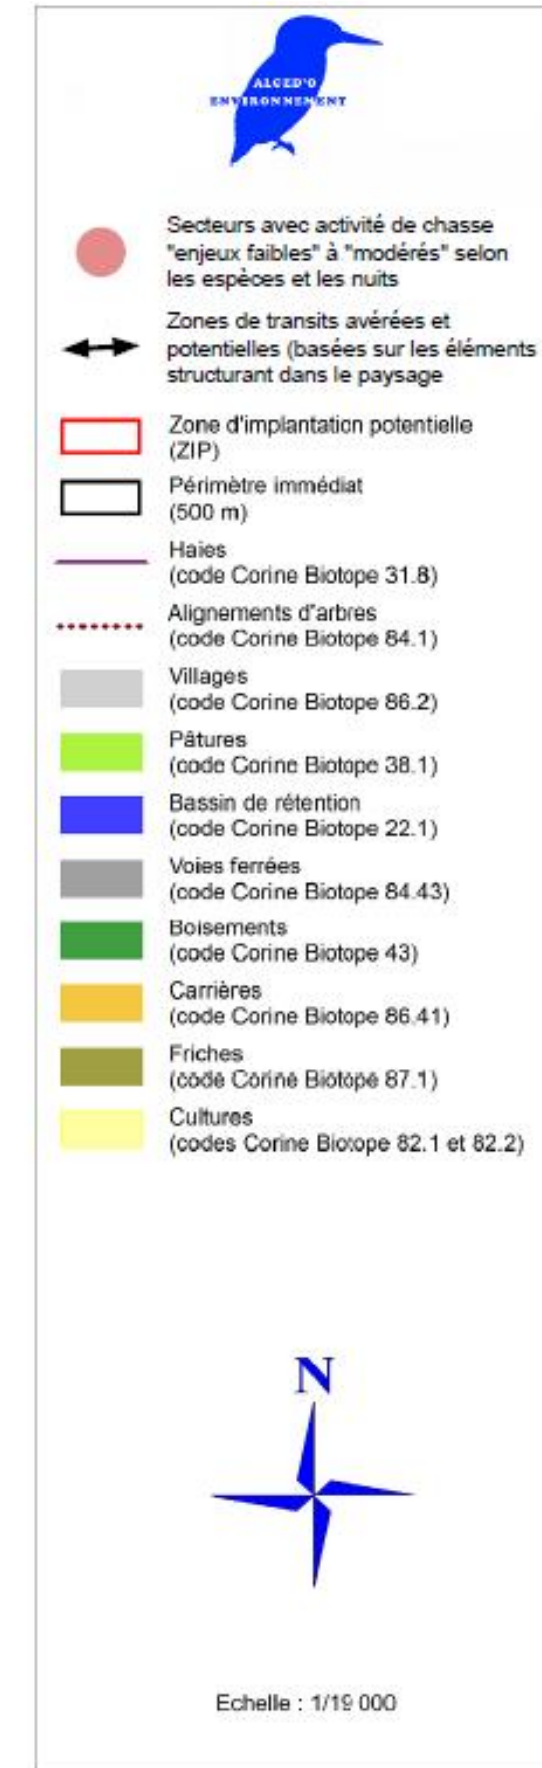 ALCED'O
ENVIRONNEMENT
Secteurs avec activité de chasse
"enjeux faibles" à "modérés" selon
les espèces et les nuits
Zones de transits avérées et
potentielles (basées sur les éléments
structurant dans le paysage
Zone d'implantation potentielle
(ZIP)
Périmètre immédiat
(500 m)
Haies
(code Corine Biotope 31.8)
Alignements d'arbres
(code Corine Biotope 84.1)
Villages
(code Corine Biotope 86.2)
Pâtures
(code Corine Biotope 38.1)
Bassin de rétention
(code Corine Biotope 22.1)
Voies ferrées
(code Corine Biotope 84.43)
Boisements
(code Corine Biotope 43)
Carrières
(code Corine Biotope 86.41)
Friches
(code Corine Biotope 87.1)
Cultures
(codes Corine Biotope 82.1 et 82.2)
N
Echelle : 1/19 000